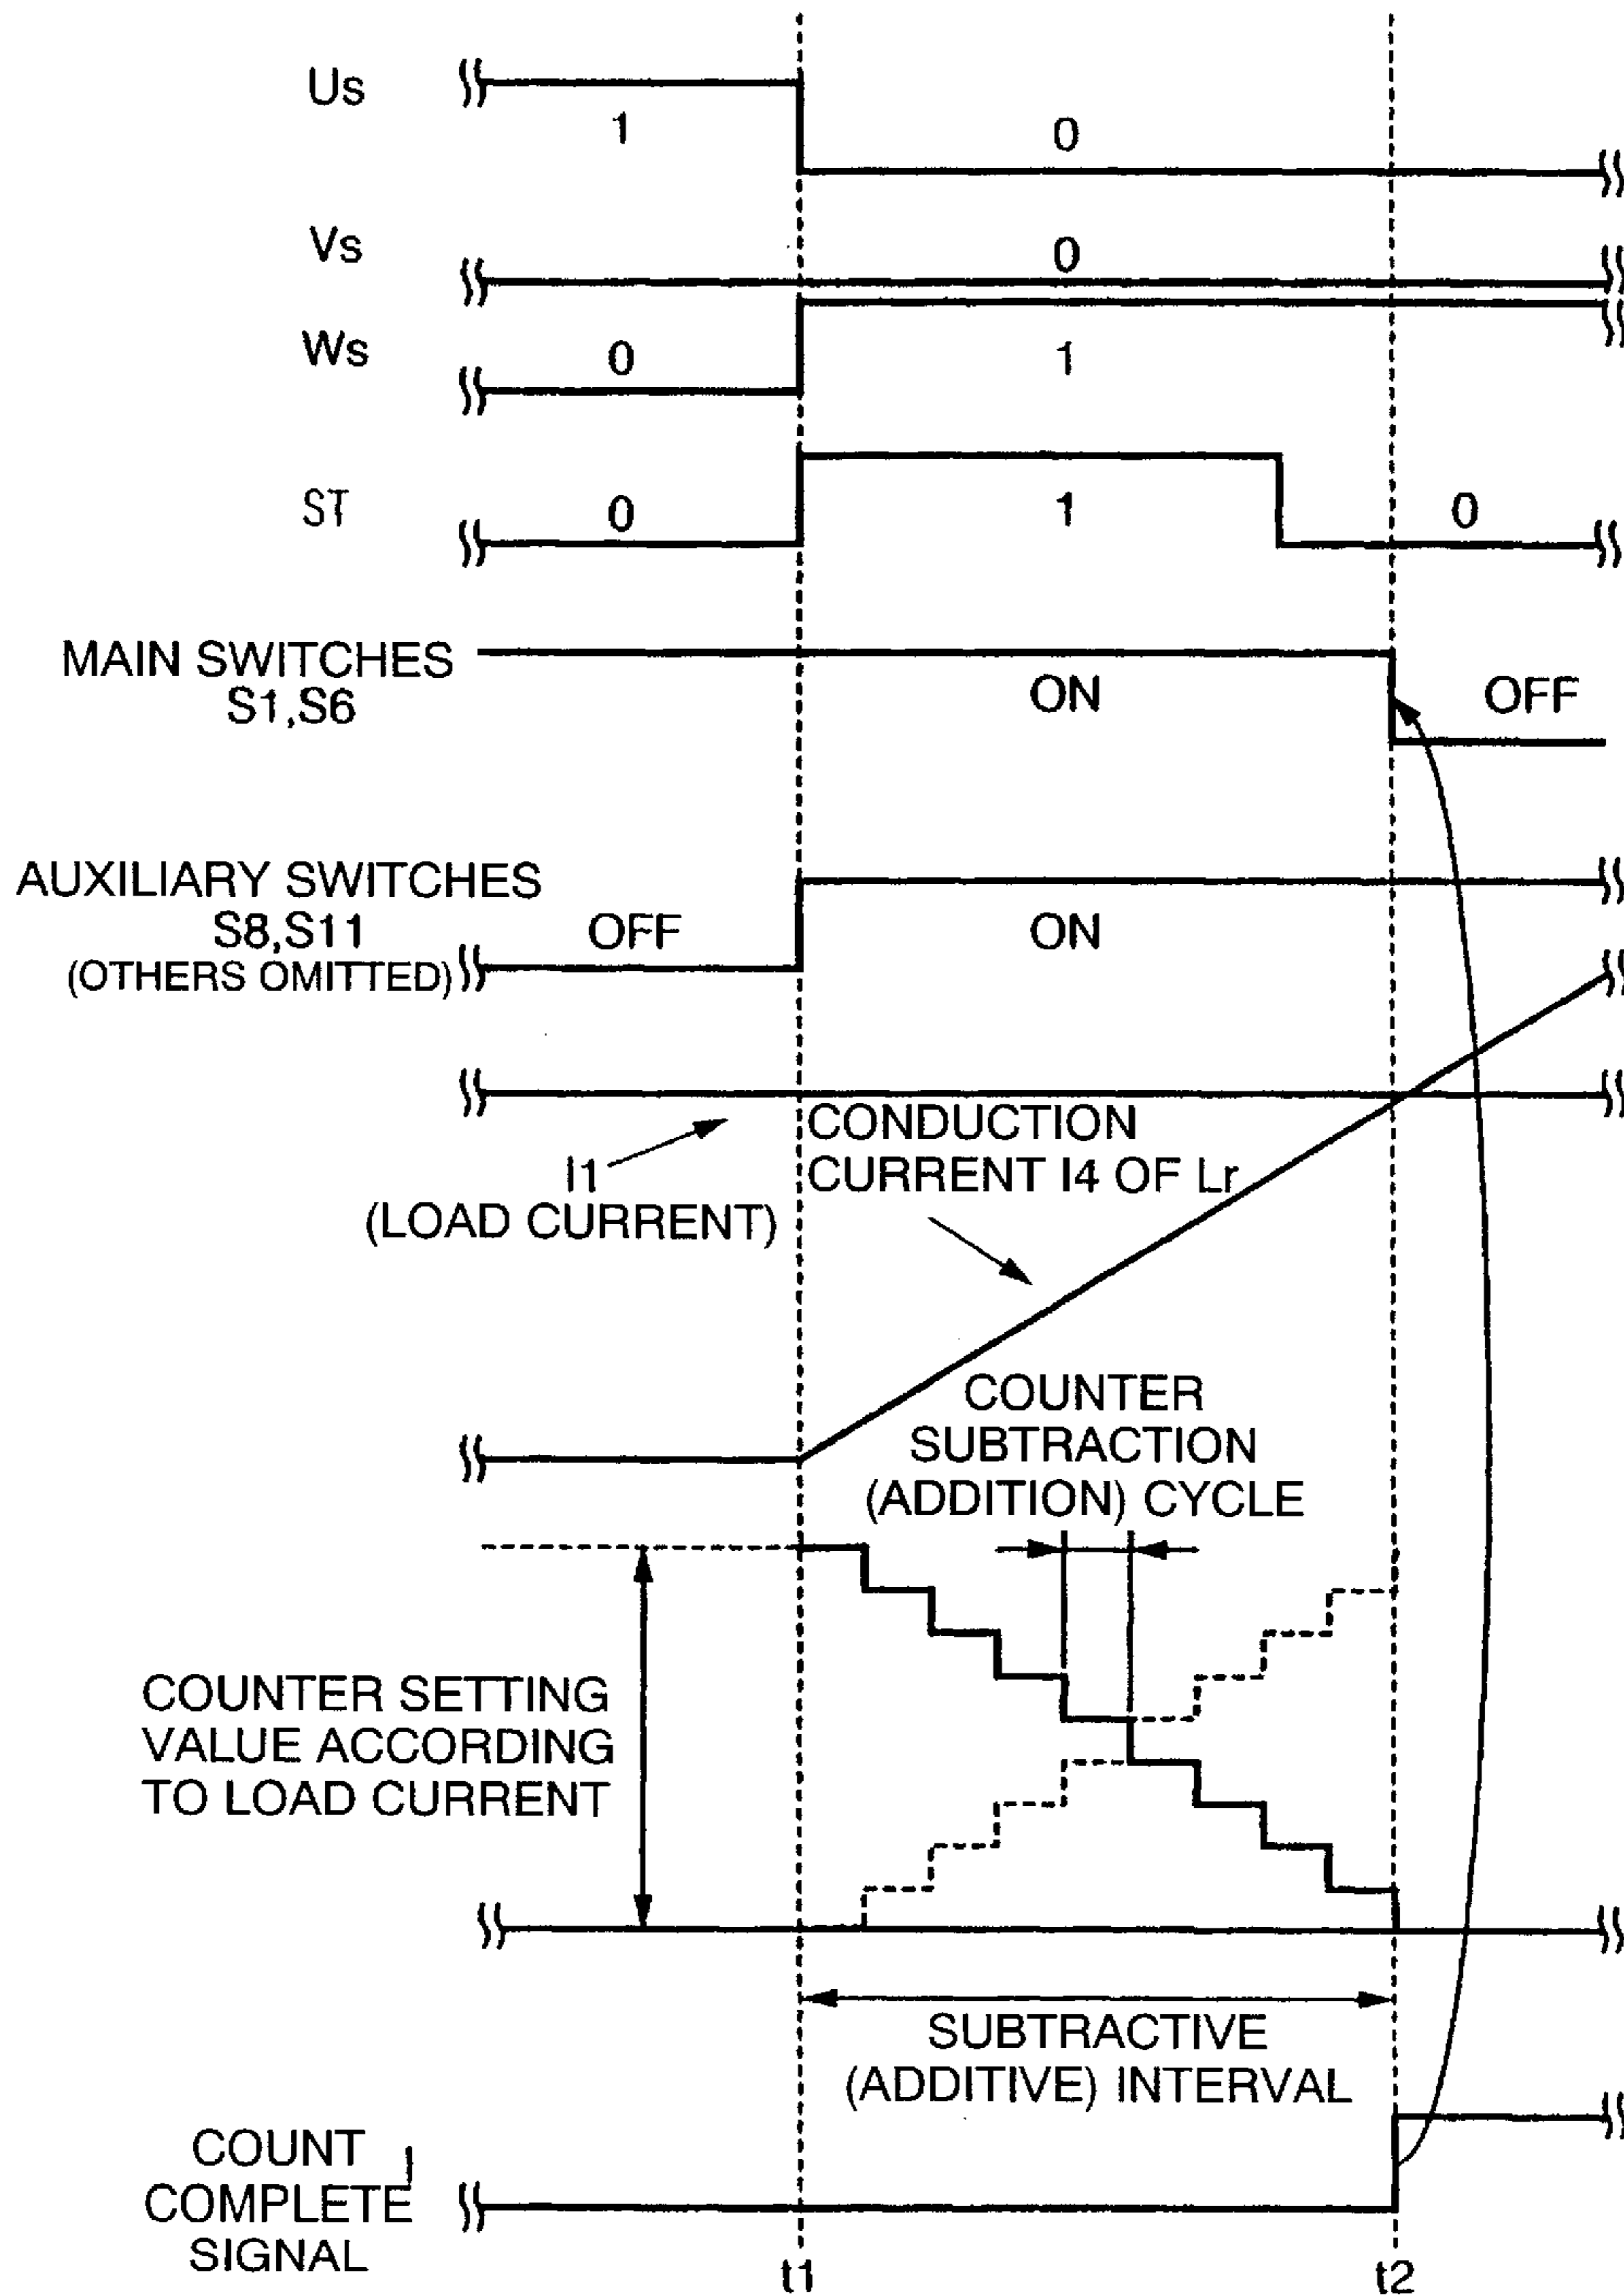 Us
1
0
Vs
0
Ws
0
1
ST
0
1
0
MAIN SWITCHES
S1,S6
ON
OFF
AUXILIARY SWITCHES
S8,S11
(OTHERS OMITTED)
OFF
ON
I1
(LOAD CURRENT)
CONDUCTION
CURRENT I4 OF Lr
COUNTER
SUBTRACTION
(ADDITION) CYCLE
COUNTER SETTING
VALUE ACCORDING
TO LOAD CURRENT
SUBTRACTIVE
(ADDITIVE) INTERVAL
COUNT
COMPLETE
SIGNAL
t1
t2